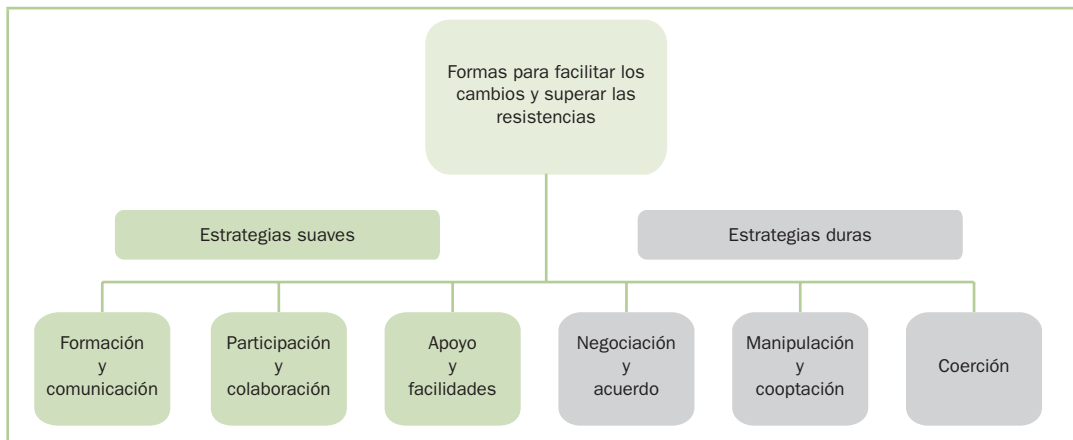 Formas para facilitar los
cambios y superar las
resistencias
Estrategias suaves
Estrategias duras
Formación
y
comunicación
Participación
y
colaboración
Apoyo
y
facilidades
Negociación
y
acuerdo
Manipulación
y
cooptación
Coerción